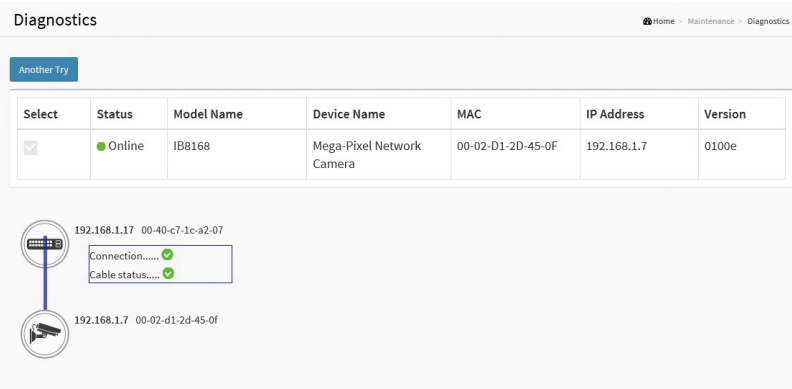 Diagnostics
Home > Maintenance > Diagnostics
Another Try
Select Status Model Name Device Name MAC IP Address Version
Online IB8168 Mega-Pixel Network 00-02-D1-2D-45-0F 192.168.1.7 0100e
Camera
192.168.1.17 00-40-c7-1c-a2-07
Connection......
Cable status.....
192.168.1.7 00-02-d1-2d-45-0f